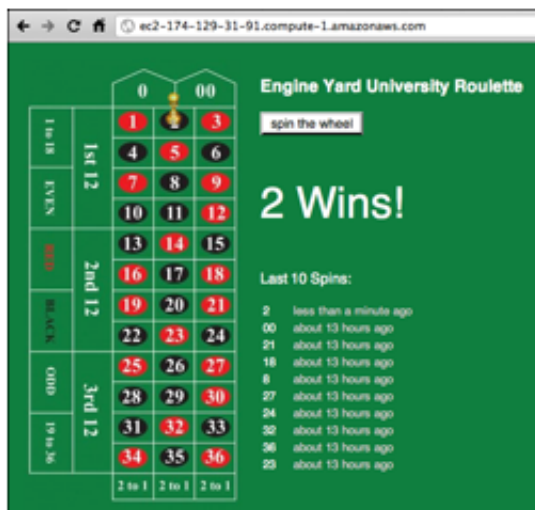 ec2-174-129-31-91.compute-1.amazonaws.com
Engine Yard University Roulette
spin the wheel
2 Wins!
Last 10 Spins:
2 less than a minute ago
00 about 13 hours ago
21 about 13 hours ago
18 about 13 hours ago
8 about 13 hours ago
27 about 13 hours ago
24 about 13 hours ago
32 about 13 hours ago
36 about 13 hours ago
23 about 13 hours ago
0 00
1 2 3
4 5 6
7 8 9
10 11 12
13 14 15
16 17 18
19 20 21
22 23 24
25 26 27
28 29 30
31 32 33
34 35 36
2 to 1 2 to 1 2 to 1
1st 12
2nd 12
3rd 12
1 to 18
EVEN
RED
BLACK
ODD
19 to 36